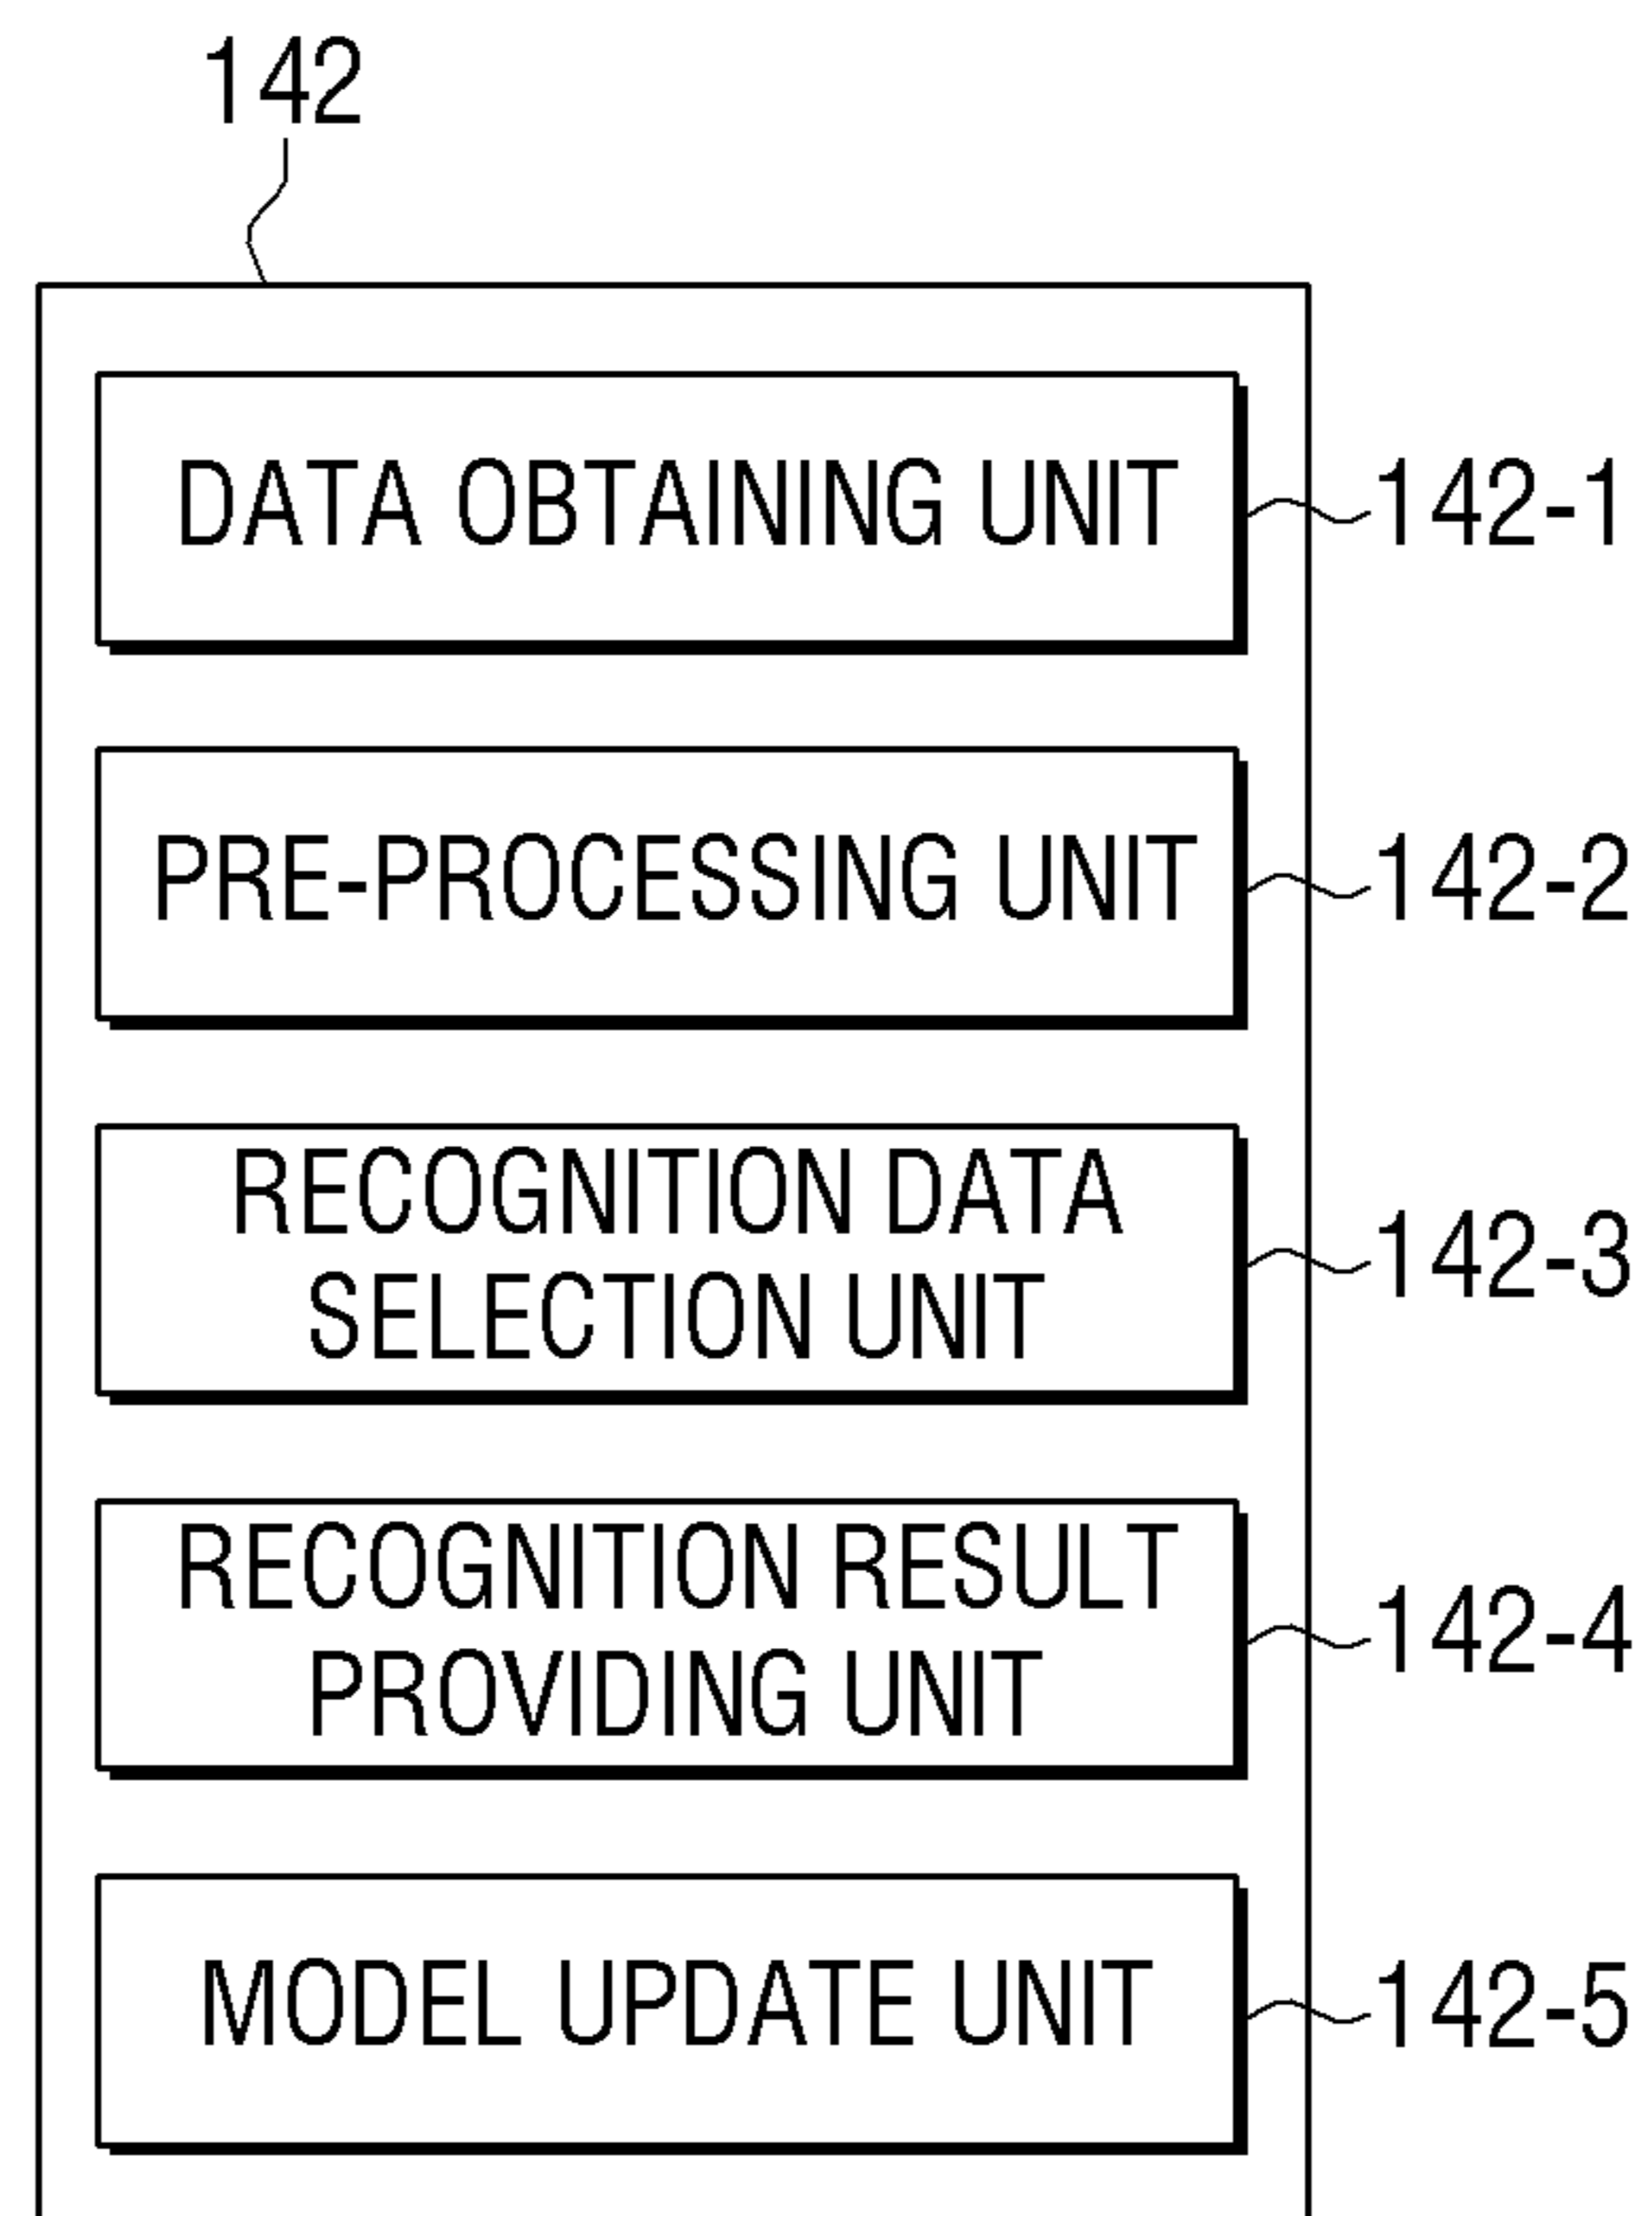 142
DATA OBTAINING UNIT
142-1
PRE-PROCESSING UNIT
142-2
RECOGNITION DATA
SELECTION UNIT
142-3
RECOGNITION RESULT
PROVIDING UNIT
142-4
MODEL UPDATE UNIT
142-5